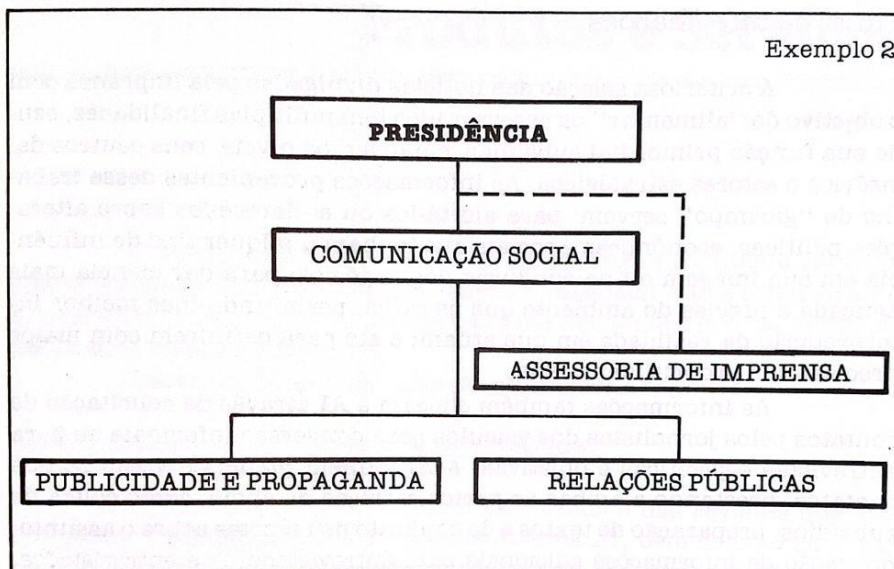 Exemplo 2
PRESIDÊNCIA
COMUNICAÇÃO SOCIAL
ASSESSORIA DE IMPRENSA
PUBLICIDADE E PROPAGANDA
RELAÇÕES PÚBLICAS